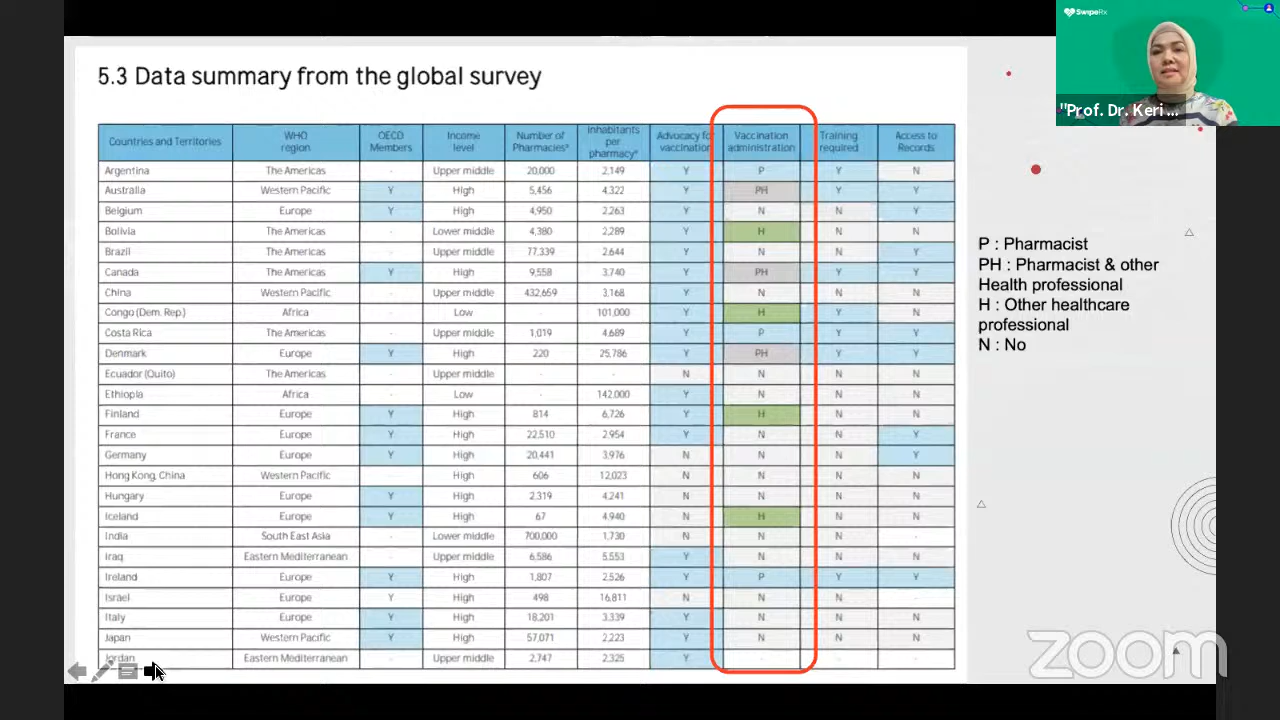 SwipeRx
"Prof. Dr. Keri ...
5.3 Data summary from the global survey
Countries and Territories WHO region OECD Members Income level Number of Pharmacies* Inhabitants per pharmacy* Advocacy for vaccination Vaccination administration Training required Access to Records
Argentina The Americas - Upper middle 20,000 2,149 Y P Y N
Australia Western Pacific Y High 5,456 4,322 Y PH Y Y
Belgium Europe Y High 4,950 2,263 Y N N Y
Bolivia The Americas - Lower middle 4,380 2,289 Y H N N
Brazil The Americas - Upper middle 77,339 2,644 Y N N Y
Canada The Americas Y High 9,558 3,740 Y PH Y Y
China Western Pacific - Upper middle 432,659 3,168 Y N N N
Congo (Dem. Rep.) Africa - Low - 101,000 Y H Y N
Costa Rica The Americas - Upper middle 1,019 4,689 Y P Y Y
Denmark Europe Y High 220 25,786 Y PH Y Y
Ecuador (Quito) The Americas - Upper middle - - N N N N
Ethiopia Africa - Low - 142,000 Y N N N
Finland Europe Y High 814 6,726 Y H N N
France Europe Y High 22,510 2,954 Y N N Y
Germany Europe Y High 20,441 3,976 N N N Y
Hong Kong, China Western Pacific High 606 12,023 N N N N
Hungary Europe Y High 2,319 4,241 N N N N
Iceland Europe Y High 67 4,940 N H N N
India South East Asia - Lower middle 700,000 1,730 N N N -
Iraq Eastern Mediterranean - Upper middle 6,586 5,553 Y N N N
Ireland Europe Y High 1,807 2,526 Y P Y Y
Israel Europe Y High 498 16,811 N N N -
Italy Europe Y High 18,201 3,339 Y N N N
Japan Western Pacific Y High 57,071 2,223 Y N N N
Jordan Eastern Mediterranean - Upper middle 2,747 2,325 Y - - -
P : Pharmacist
PH : Pharmacist & other
Health professional
H : Other healthcare
professional
N : No
zoom